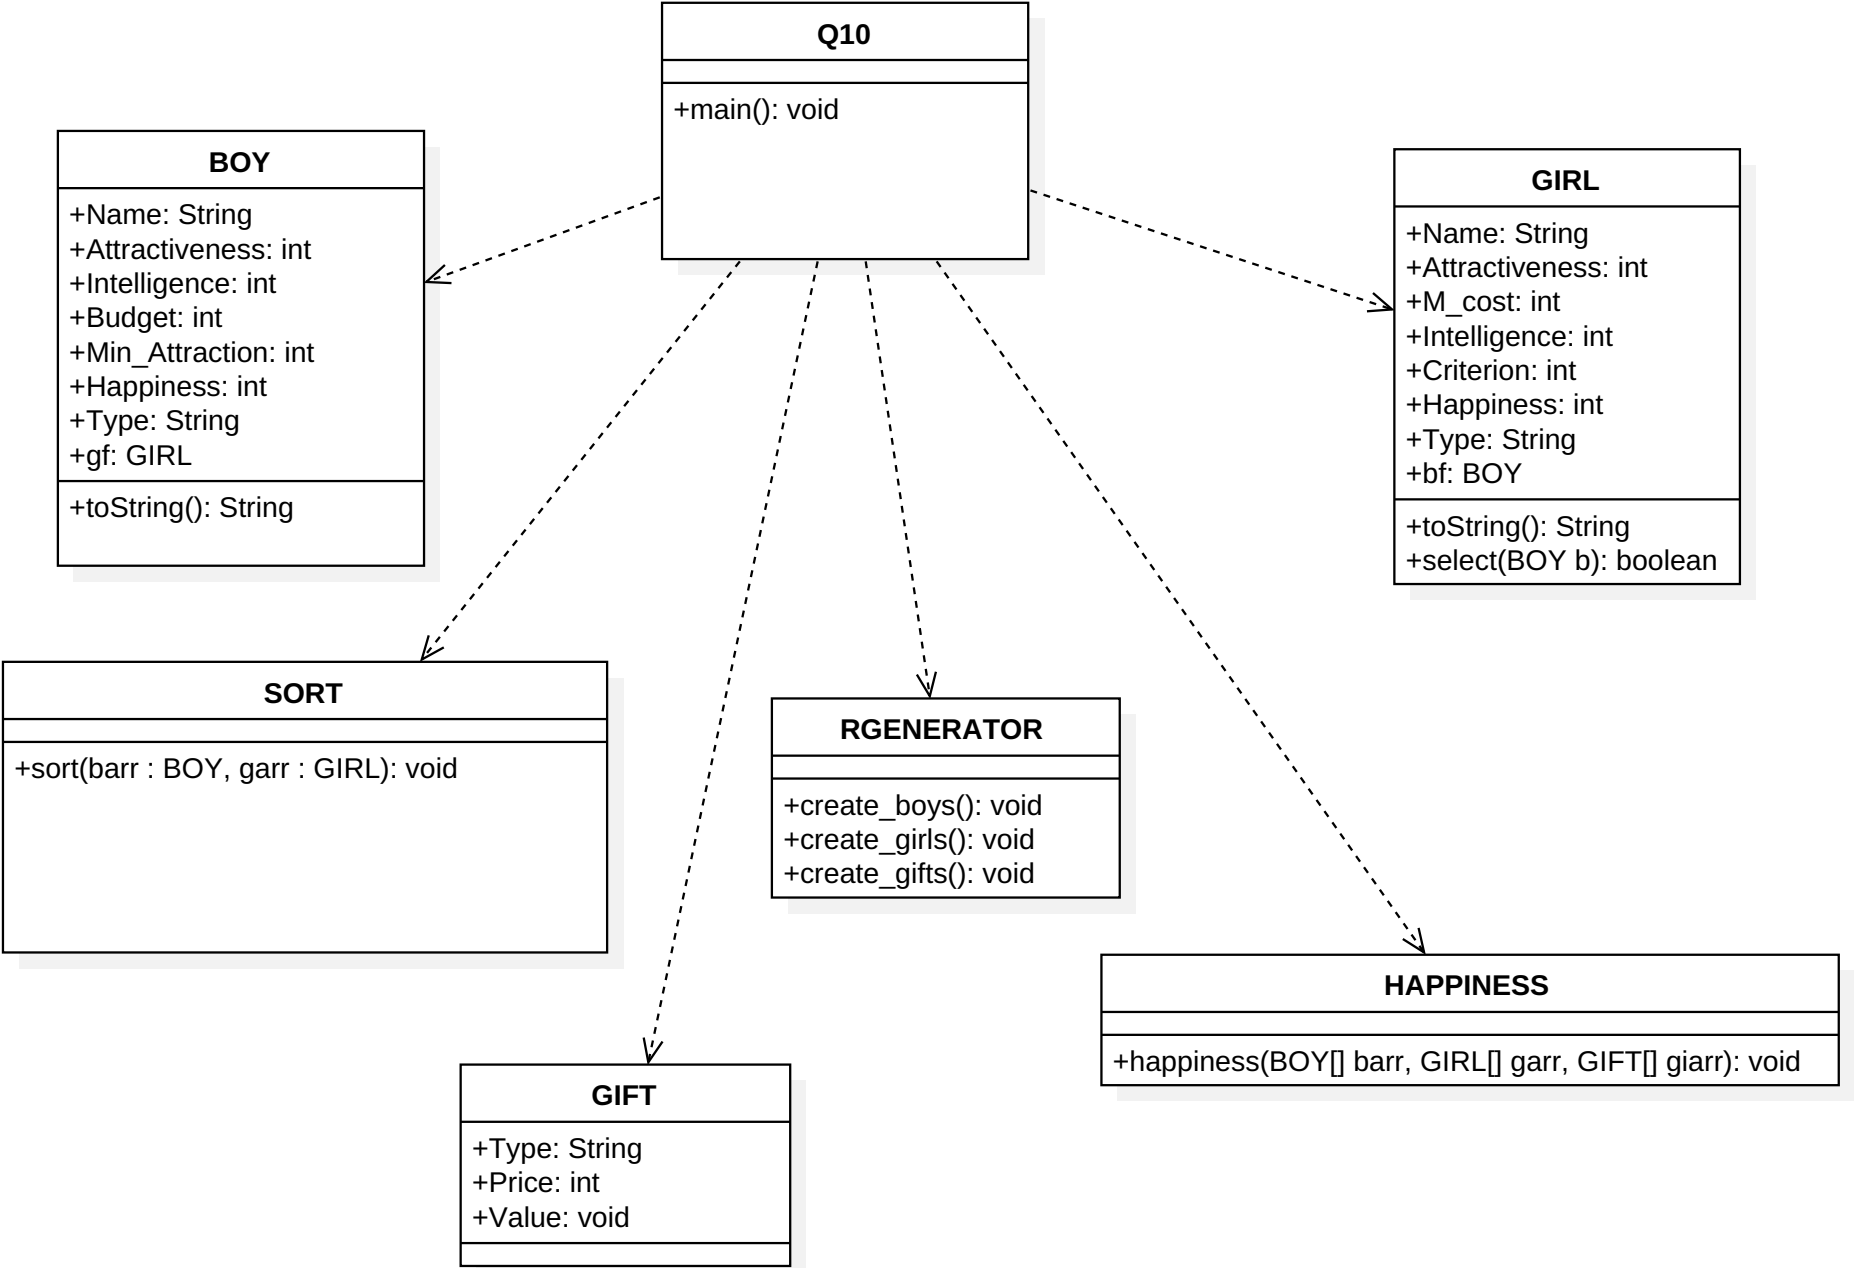 Q10
+main(): void
BOY
+Name: String
+Attractiveness: int
+Intelligence: int
+Budget: int
+Min_Attraction: int
+Happiness: int
+Type: String
+gf: GIRL
+toString(): String
GIRL
+Name: String
+Attractiveness: int
+M_cost: int
+Intelligence: int
+Criterion: int
+Happiness: int
+Type: String
+bf: BOY
+toString(): String
+select(BOY b): boolean
SORT
+sort(barr : BOY, garr : GIRL): void
RGENERATOR
+create_boys(): void
+create_girls(): void
+create_gifts(): void
HAPPINESS
+happiness(BOY[] barr, GIRL[] garr, GIFT[] giarr): void
GIFT
+Type: String
+Price: int
+Value: void